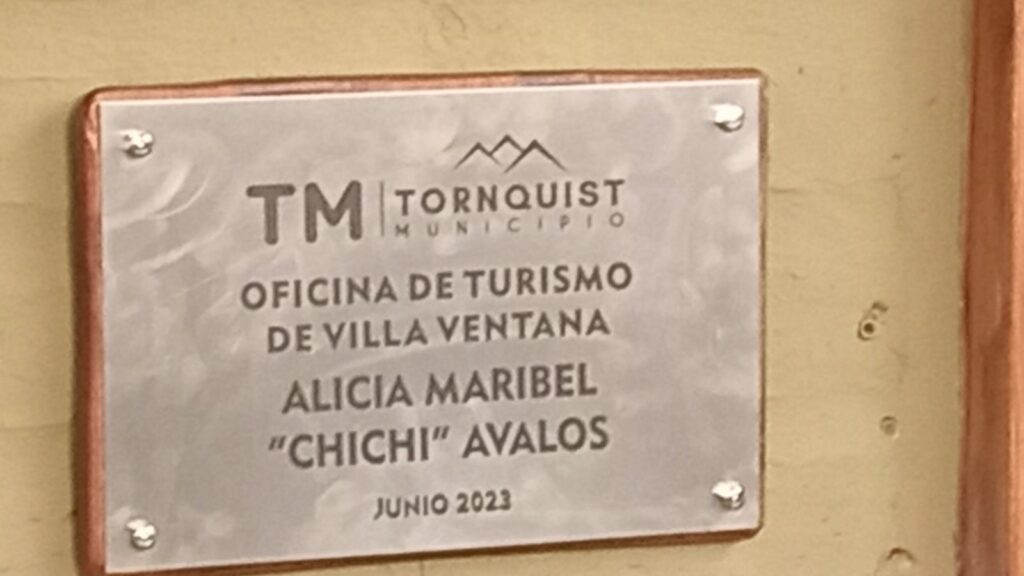 TM TORNQUIST
MUNICIPIO
OFICINA DE TURISMO
DE VILLA VENTANA
ALICIA MARIBEL
"CHICHI" AVALOS
JUNIO 2023